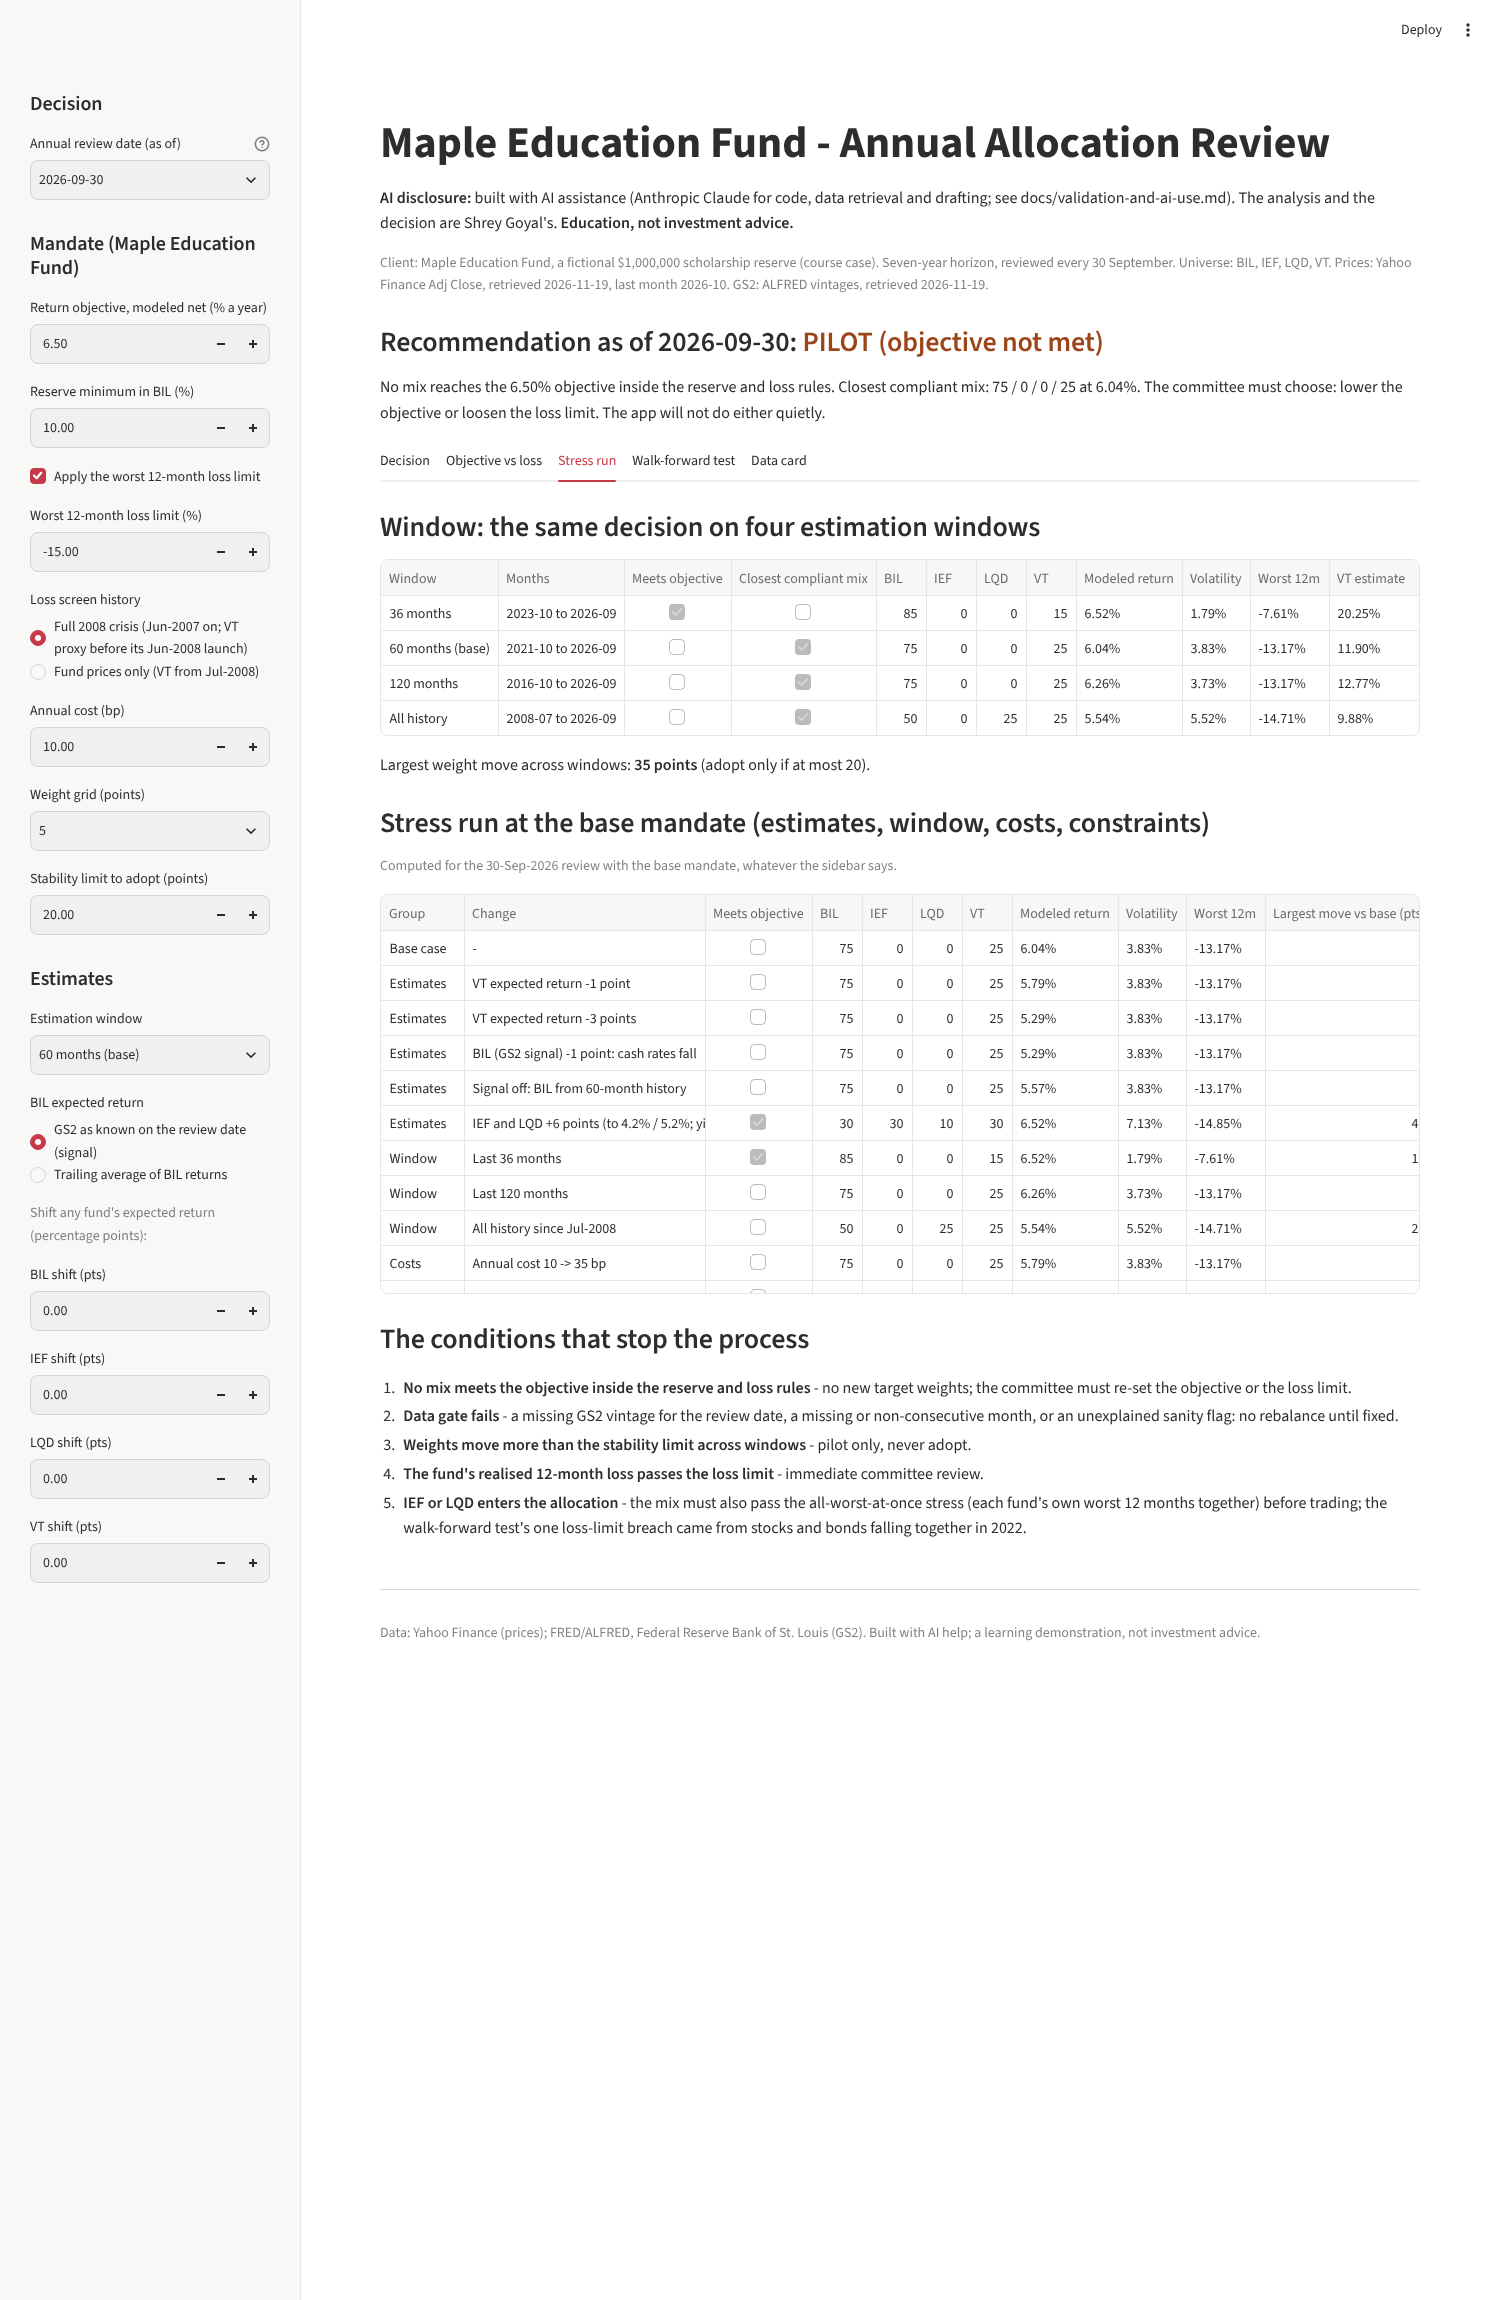 Deploy
Decision
Annual review date (as of)
2026-09-30
Mandate (Maple Education
Fund)
Return objective, modeled net (% a year)
6.50
Reserve minimum in BIL (%)
10.00
Apply the worst 12-month loss limit
Worst 12-month loss limit (%)
-15.00
Loss screen history
Full 2008 crisis (Jun-2007 on; VT
proxy before its Jun-2008 launch)
Fund prices only (VT from Jul-2008)
Annual cost (bp)
10.00
Weight grid (points)
5
Stability limit to adopt (points)
20.00
Estimates
Estimation window
60 months (base)
BIL expected return
GS2 as known on the review date
(signal)
Trailing average of BIL returns
Shift any fund's expected return
(percentage points):
BIL shift (pts)
0.00
IEF shift (pts)
0.00
LQD shift (pts)
0.00
VT shift (pts)
0.00
Maple Education Fund - Annual Allocation Review
AI disclosure: built with AI assistance (Anthropic Claude for code, data retrieval and drafting; see docs/validation-and-ai-use.md). The analysis and the
decision are Shrey Goyal's. Education, not investment advice.
Client: Maple Education Fund, a fictional $1,000,000 scholarship reserve (course case). Seven-year horizon, reviewed every 30 September. Universe: BIL, IEF, LQD, VT. Prices: Yahoo
Finance Adj Close, retrieved 2026-11-19, last month 2026-10. GS2: ALFRED vintages, retrieved 2026-11-19.
Recommendation as of 2026-09-30: PILOT (objective not met)
No mix reaches the 6.50% objective inside the reserve and loss rules. Closest compliant mix: 75 / 0 / 0 / 25 at 6.04%. The committee must choose: lower the
objective or loosen the loss limit. The app will not do either quietly.
Decision Objective vs loss Stress run Walk-forward test Data card
Window: the same decision on four estimation windows
Window Months Meets objective Closest compliant mix BIL IEF LQD VT Modeled return Volatility Worst 12m VT estimate
36 months 2023-10 to 2026-09 85 0 0 15 6.52% 1.79% -7.61% 20.25%
60 months (base) 2021-10 to 2026-09 75 0 0 25 6.04% 3.83% -13.17% 11.90%
120 months 2016-10 to 2026-09 75 0 0 25 6.26% 3.73% -13.17% 12.77%
All history 2008-07 to 2026-09 50 0 25 25 5.54% 5.52% -14.71% 9.88%
Largest weight move across windows: 35 points (adopt only if at most 20).
Stress run at the base mandate (estimates, window, costs, constraints)
Computed for the 30-Sep-2026 review with the base mandate, whatever the sidebar says.
Group Change Meets objective BIL IEF LQD VT Modeled return Volatility Worst 12m Largest move vs base (pts
Base case - 75 0 0 25 6.04% 3.83% -13.17%
Estimates VT expected return -1 point 75 0 0 25 5.79% 3.83% -13.17%
Estimates VT expected return -3 points 75 0 0 25 5.29% 3.83% -13.17%
Estimates BIL (GS2 signal) -1 point: cash rates fall 75 0 0 25 5.29% 3.83% -13.17%
Estimates Signal off: BIL from 60-month history 75 0 0 25 5.57% 3.83% -13.17%
Estimates IEF and LQD +6 points (to 4.2% / 5.2%; yi 30 30 10 30 6.52% 7.13% -14.85% 4
Window Last 36 months 85 0 0 15 6.52% 1.79% -7.61% 1
Window Last 120 months 75 0 0 25 6.26% 3.73% -13.17%
Window All history since Jul-2008 50 0 25 25 5.54% 5.52% -14.71% 2
Costs Annual cost 10 -> 35 bp 75 0 0 25 5.79% 3.83% -13.17%
The conditions that stop the process
1. No mix meets the objective inside the reserve and loss rules - no new target weights; the committee must re-set the objective or the loss limit.
2. Data gate fails - a missing GS2 vintage for the review date, a missing or non-consecutive month, or an unexplained sanity flag: no rebalance until fixed.
3. Weights move more than the stability limit across windows - pilot only, never adopt.
4. The fund's realised 12-month loss passes the loss limit - immediate committee review.
5. IEF or LQD enters the allocation - the mix must also pass the all-worst-at-once stress (each fund's own worst 12 months together) before trading; the
walk-forward test's one loss-limit breach came from stocks and bonds falling together in 2022.
Data: Yahoo Finance (prices); FRED/ALFRED, Federal Reserve Bank of St. Louis (GS2). Built with AI help; a learning demonstration, not investment advice.